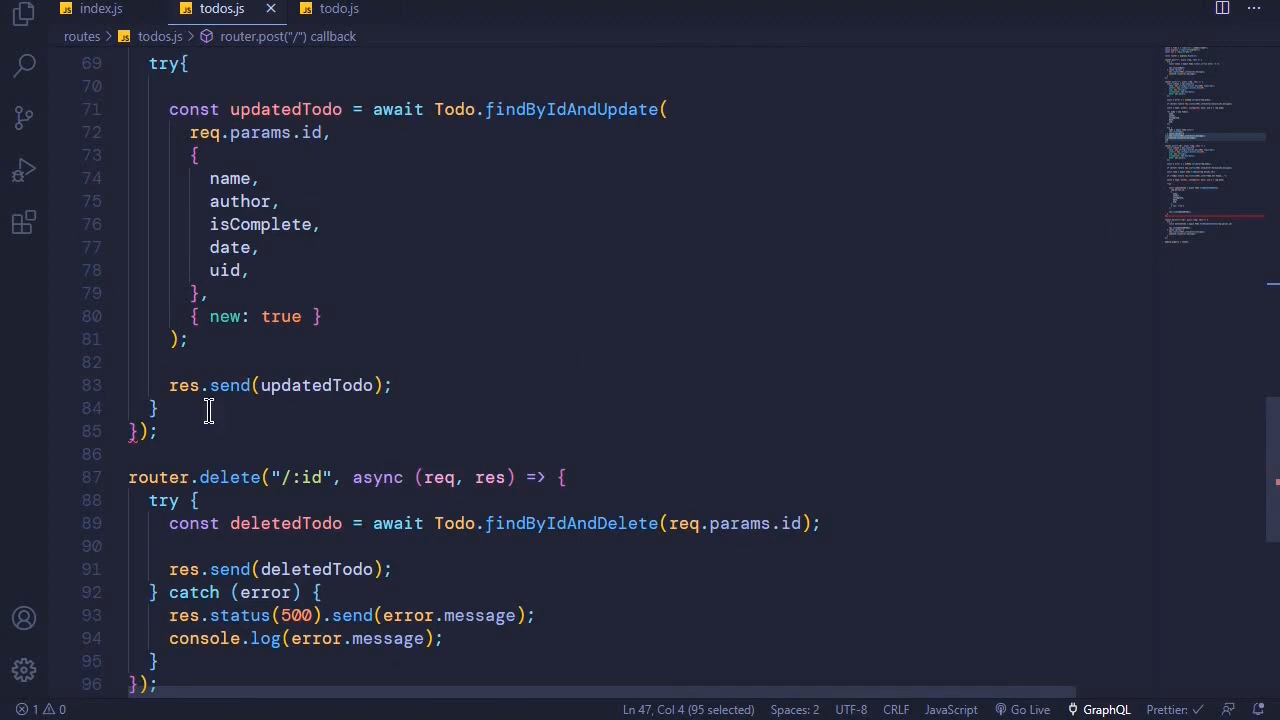 JS index.js JS todos.js JS todo.js
routes > JS todos.js > router.post("/") callback
69 try{
70
71 const updatedTodo = await Todo.findByIdAndUpdate(
72 req.params.id,
73 {
74 name,
75 author,
76 isComplete,
77 date,
78 uid,
79 },
80 { new: true }
81 );
82
83 res.send(updatedTodo);
84 }
85 });
86
87 router.delete("/:id", async (req, res) => {
88 try {
89 const deletedTodo = await Todo.findByIdAndDelete(req.params.id);
90
91 res.send(deletedTodo);
92 } catch (error) {
93 res.status(500).send(error.message);
94 console.log(error.message);
95 }
96 });
1 0 Ln 47, Col 4 (95 selected) Spaces: 2 UTF-8 CRLF JavaScript Go Live GraphQL Prettier: ✓